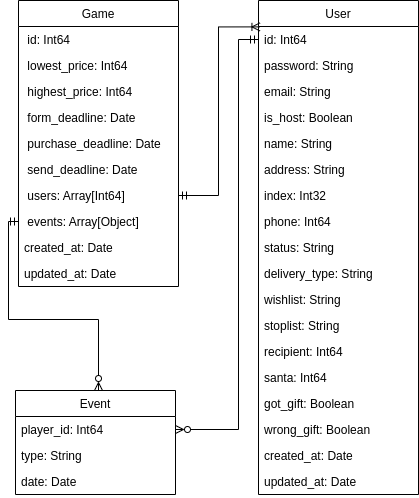 Game
id: Int64
lowest_price: Int64
highest_price: Int64
form_deadline: Date
purchase_deadline: Date
send_deadline: Date
users: Array[Int64]
events: Array[Object]
created_at: Date
updated_at: Date
User
id: Int64
password: String
email: String
is_host: Boolean
name: String
address: String
index: Int32
phone: Int64
status: String
delivery_type: String
wishlist: String
stoplist: String
recipient: Int64
santa: Int64
got_gift: Boolean
wrong_gift: Boolean
created_at: Date
updated_at: Date
Event
player_id: Int64
type: String
date: Date